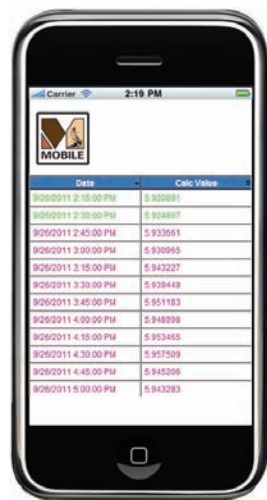 Carrier 2:19 PM
M
MOBILE
Date Calc Value
9/26/2011 2:15:00 PM 5.920891
9/26/2011 2:30:00 PM 5.924807
9/26/2011 2:45:00 PM 5.933661
9/26/2011 3:00:00 PM 5.930965
9/26/2011 3:15:00 PM 5.943227
9/26/2011 3:30:00 PM 5.939449
9/26/2011 3:45:00 PM 5.951183
9/26/2011 4:00:00 PM 5.948998
9/26/2011 4:15:00 PM 5.953465
9/26/2011 4:30:00 PM 5.957509
9/26/2011 4:45:00 PM 5.945206
9/26/2011 5:00:00 PM 5.943283